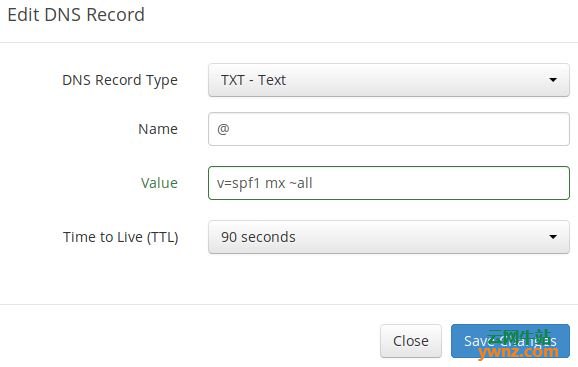 Edit DNS Record
DNS Record Type TXT - Text
Name @
Value v=spf1 mx ~all
Time to Live (TTL) 90 seconds
Close Save Changes
云网牛站
ywnz.com